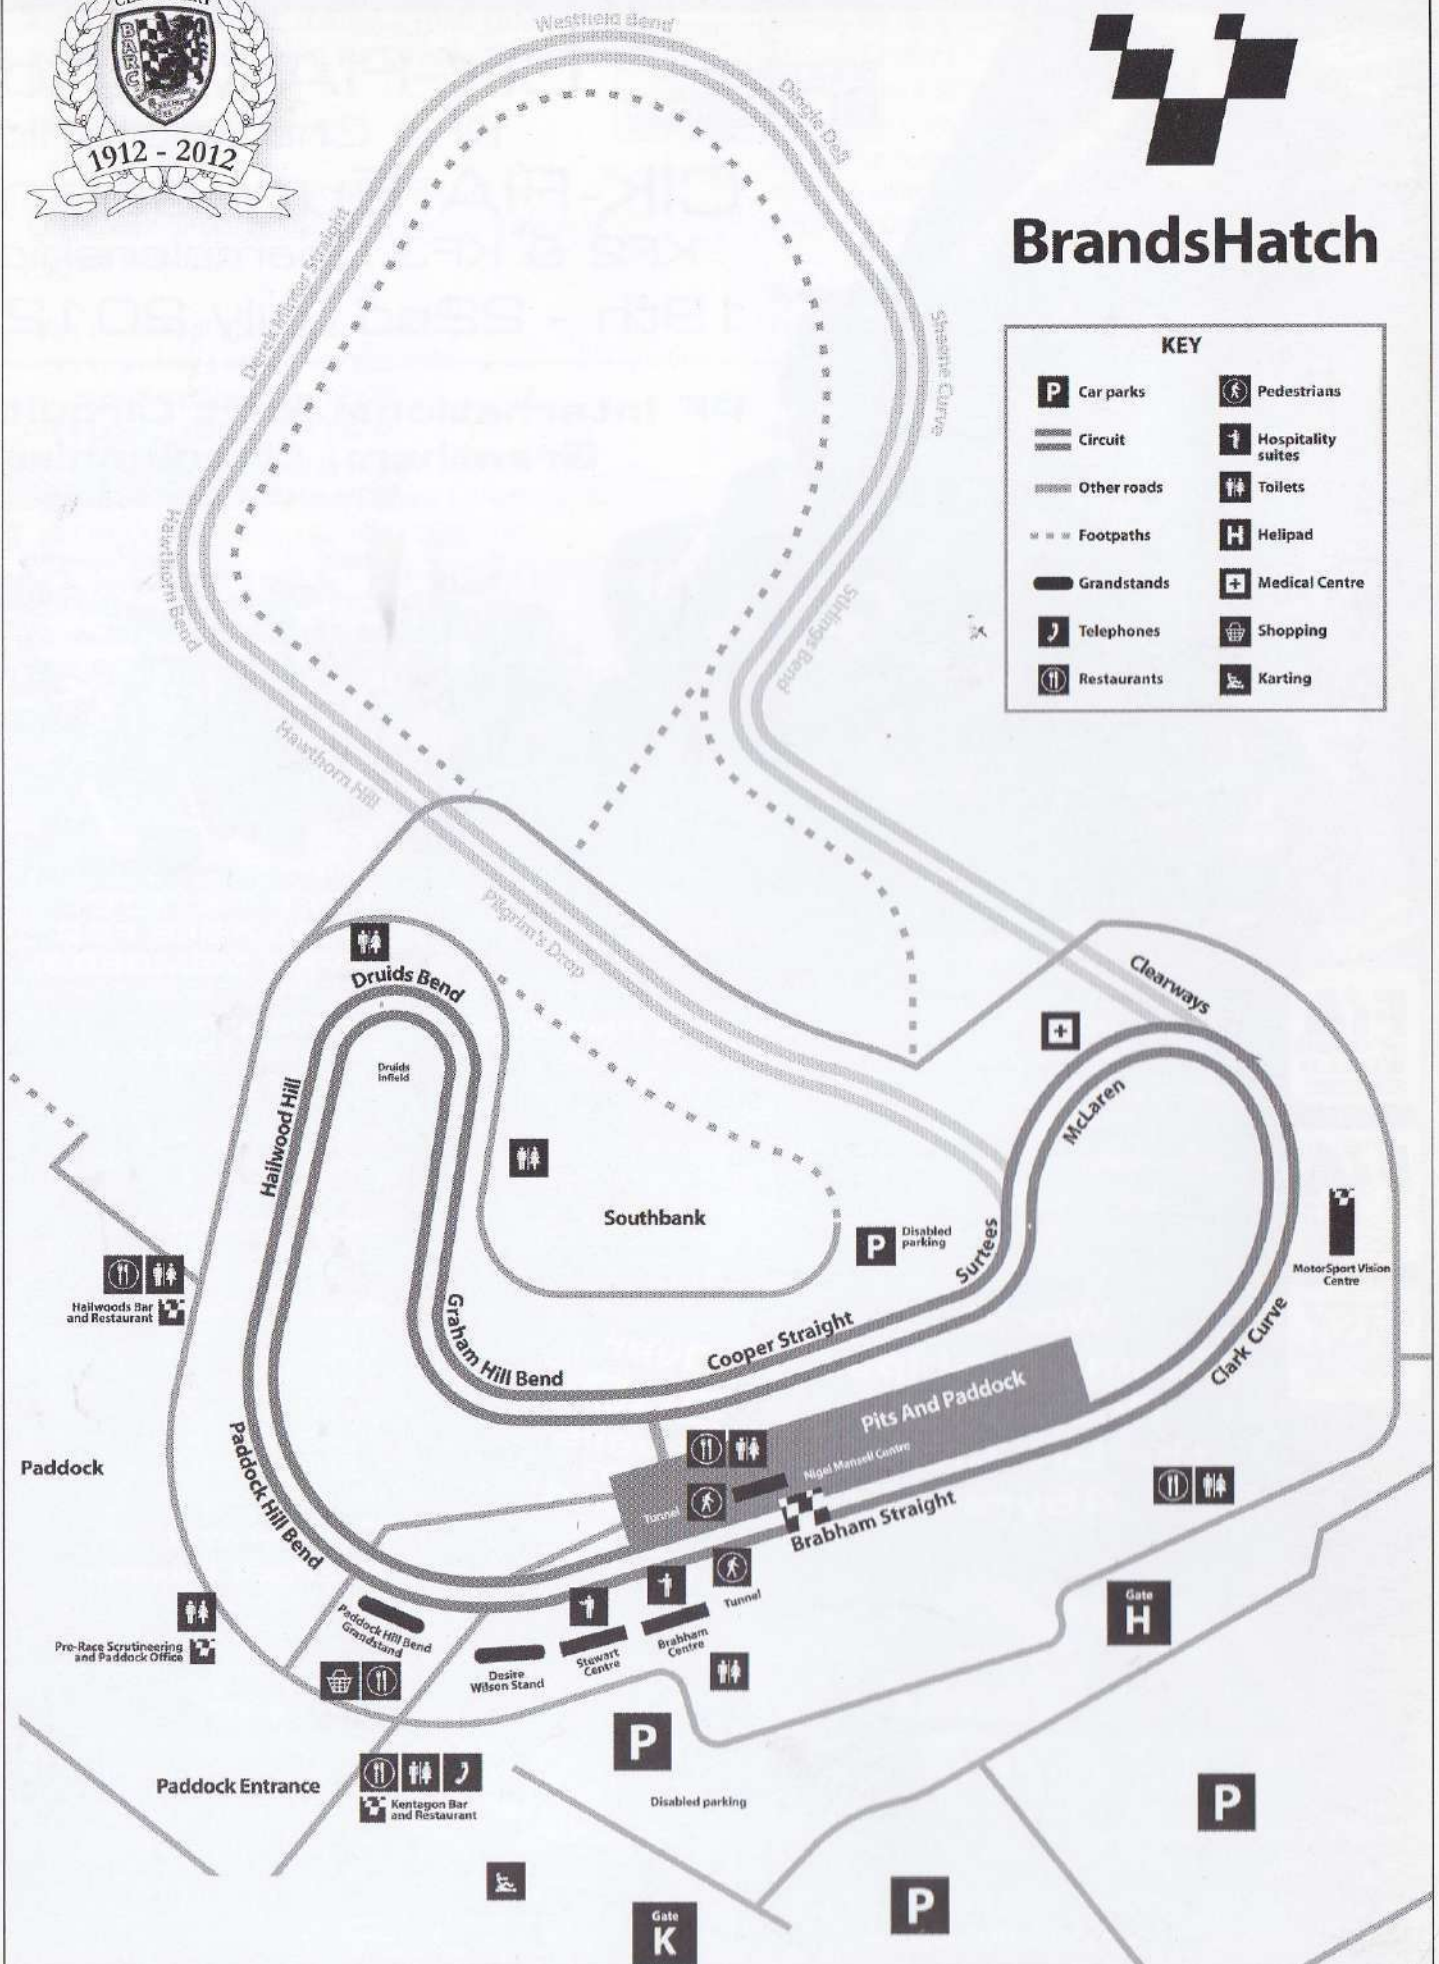 BARC
1912 - 2012
BrandsHatch
KEY
P Car parks
Pedestrians
Circuit
Hospitality
suites
Other roads
Toilets
Footpaths
H Helipad
Grandstands
Medical Centre
Telephones
Shopping
Restaurants
Karting
Westfield Bend
Dingle Dell
Sheene Curve
Derek Minter Straight
Hawthorn Bend
Stirlings Bend
Hawthorn Hill
Pilgrim's Drop
Clearways
Druids Bend
Druids
Infield
McLaren
Hailwood Hill
Southbank
P
Disabled
parking
Surtees
MotorSport Vision
Centre
Hailwoods Bar
and Restaurant
Graham Hill Bend
Cooper Straight
Clark Curve
Pits And Paddock
Nigel Mansell Centre
Paddock
Paddock Hill Bend
Tunnel
Brabham Straight
Tunnel
Gate
H
Paddock Hill Bend
Grandstand
Pre-Race Scrutineering
and Paddock Office
Brabham
Centre
Stewart
Centre
Desire
Wilson Stand
P
Paddock Entrance
Kentagon Bar
and Restaurant
Disabled parking
P
P
Gate
K